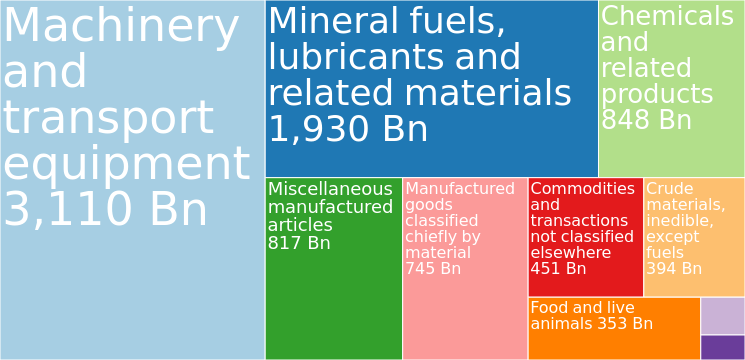 Machinery
and
transport
equipment
3,110 Bn
Mineral fuels,
lubricants and
related materials
1,930 Bn
Chemicals
and
related
products
848 Bn
Miscellaneous
manufactured
articles
817 Bn
Manufactured
goods
classified
chiefly by
material
745 Bn
Commodities
and
transactions
not classified
elsewhere
451 Bn
Crude
materials,
inedible,
except
fuels
394 Bn
Food and live
animals 353 Bn